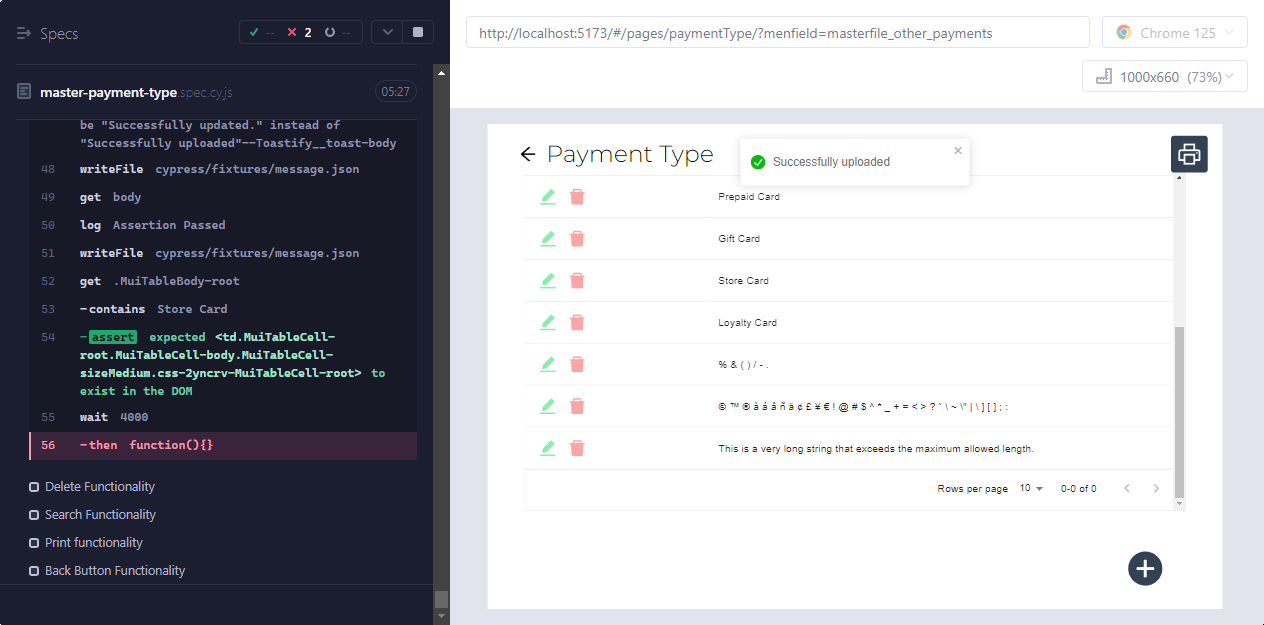 Specs
-- 2 --
master-payment-type.spec.cy.js 05:27
be "Successfully updated." instead of
"Successfully uploaded"--Toastify__toast-body
48 writeFile cypress/fixtures/message.json
49 get body
50 log Assertion Passed
51 writeFile cypress/fixtures/message.json
52 get .MuiTableBody-root
53 -contains Store Card
54 -assert expected <td.MuiTableCell-
root.MuiTableCell-body.MuiTableCell-
sizeMedium.css-2yncrv-MuiTableCell-root> to
exist in the DOM
55 wait 4000
56 -then function(){}
Delete Functionality
Search Functionality
Print functionality
Back Button Functionality
http://localhost:5173/#/pages/paymentType/?menfield=masterfile_other_payments
Chrome 125
1000x660 (73%)
Payment Type
Successfully uploaded
Prepaid Card
Gift Card
Store Card
Loyalty Card
% & ( ) / - .
This is a very long string that exceeds the maximum allowed length.
Rows per page 10 0-0 of 0